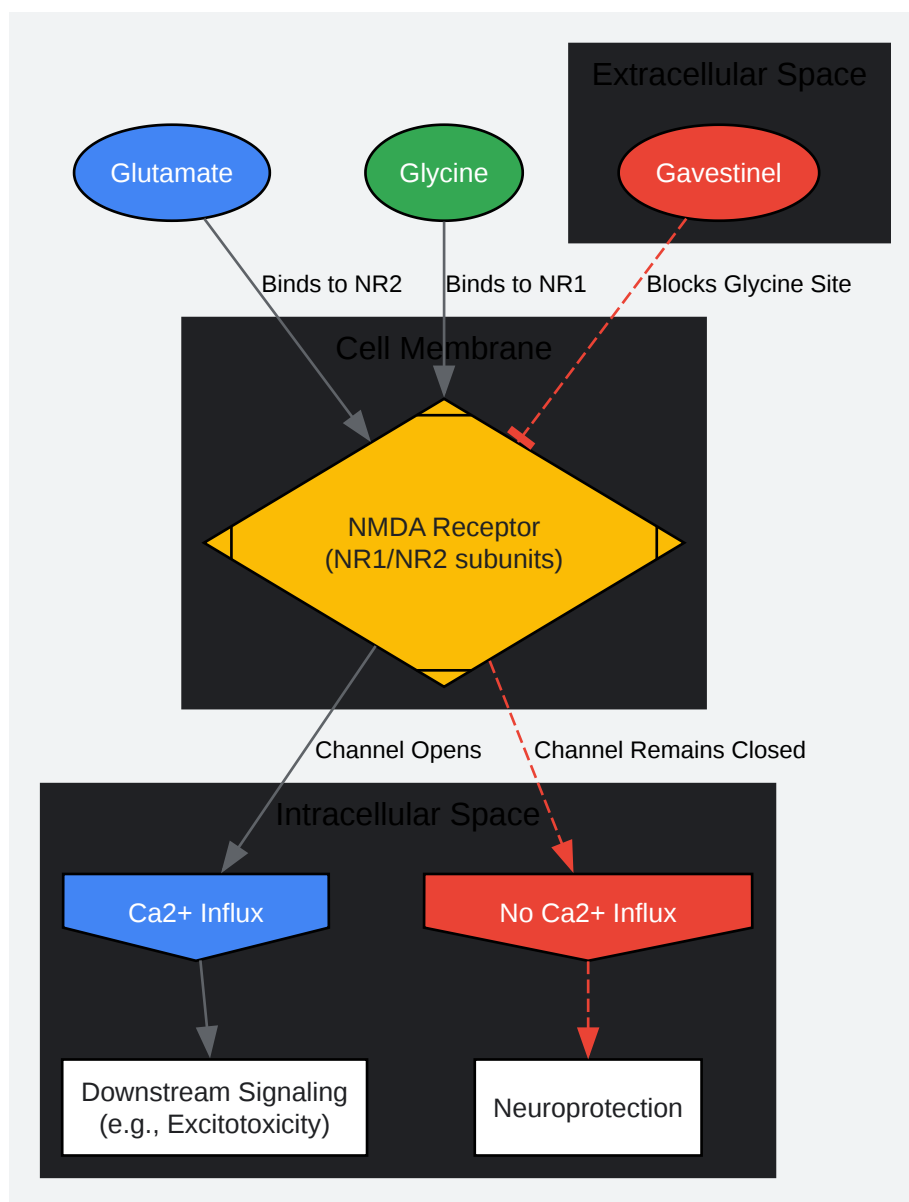 Extracellular Space
Glutamate
Glycine
Gavestinel
Binds to NR2
Binds to NR1
Blocks Glycine Site
Cell Membrane
NMDA Receptor
(NR1/NR2 subunits)
Channel Opens
Channel Remains Closed
Intracellular Space
Ca2+ Influx
No Ca2+ Influx
Downstream Signaling
(e.g., Excitotoxicity)
Neuroprotection